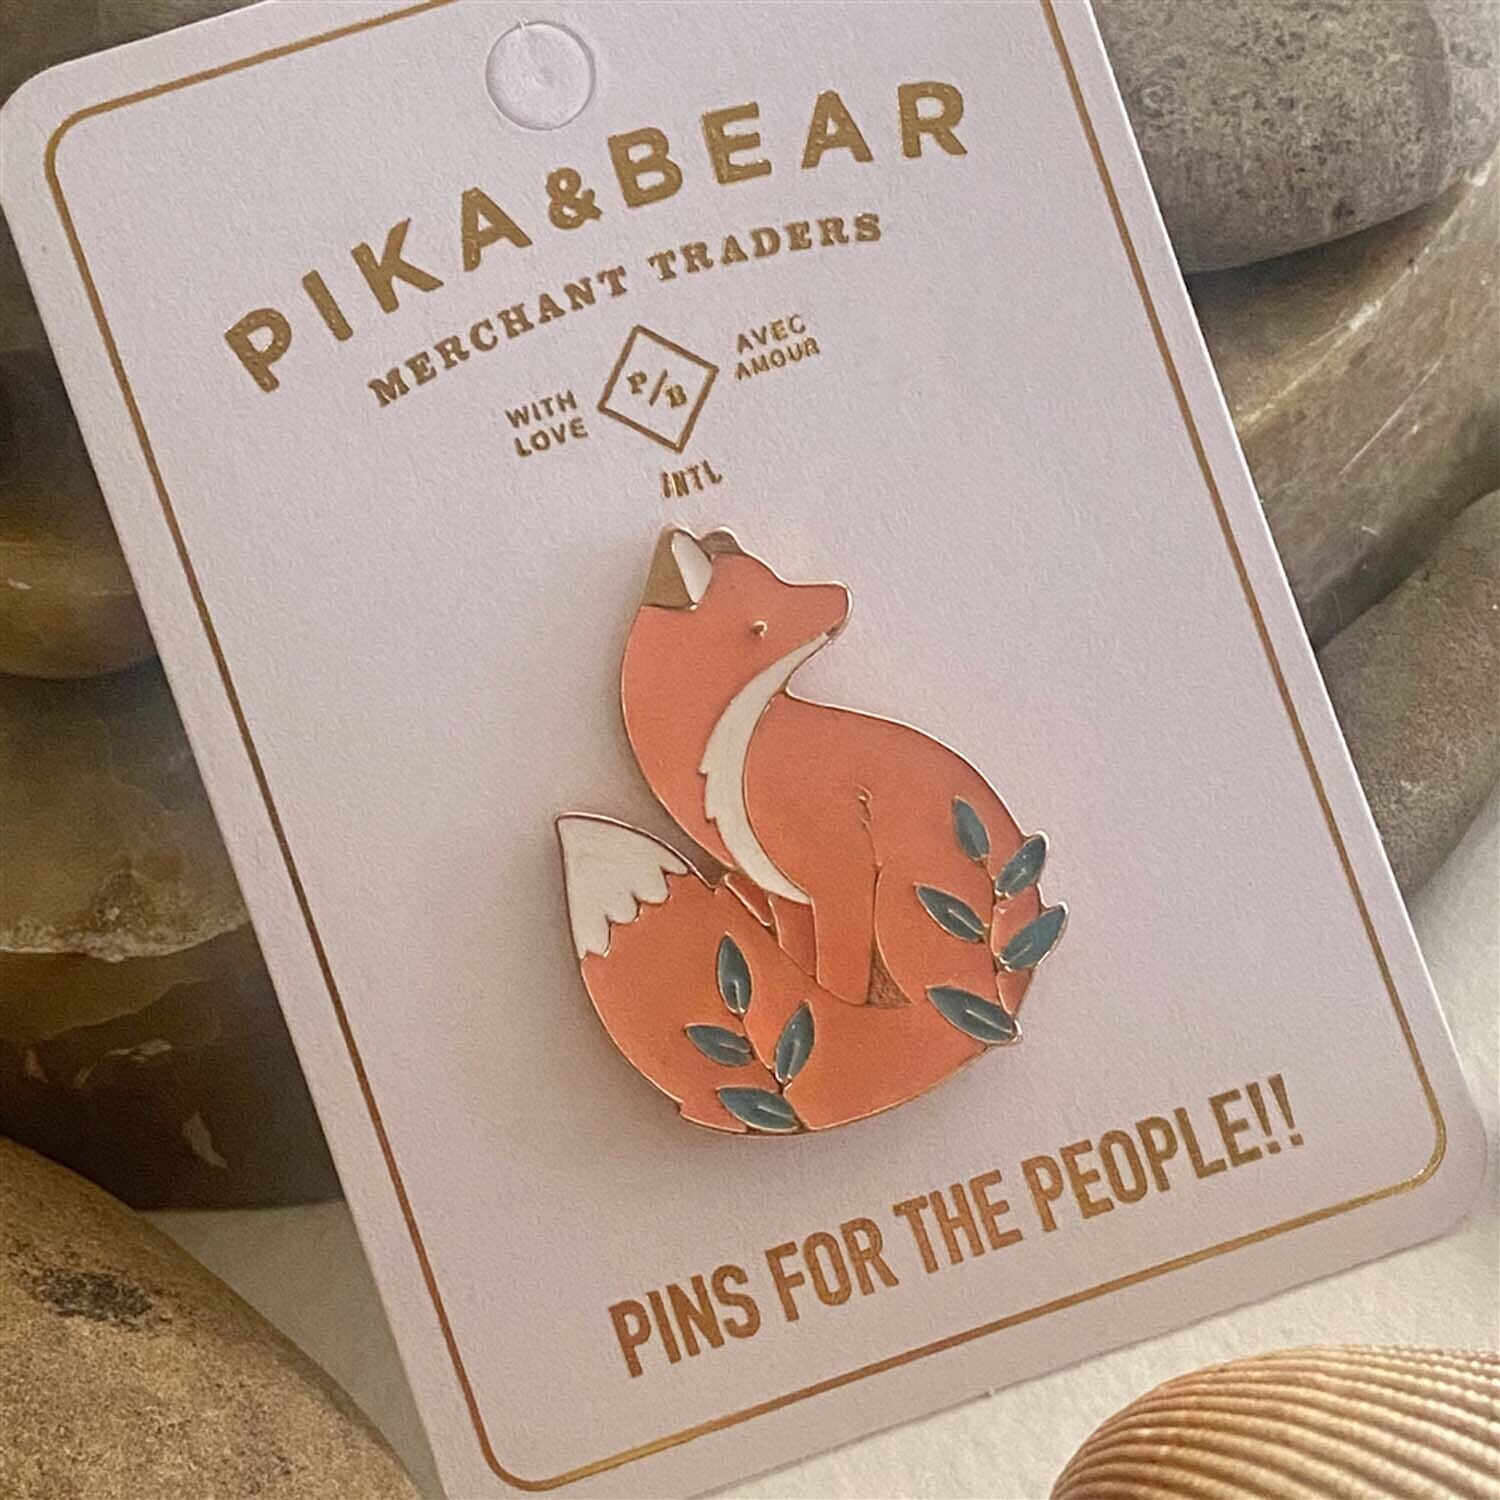 PIKA&BEAR
MERCHANT TRADERS
WITH
LOVE
P/B
AVEC
AMOUR
INTL
PINS FOR THE PEOPLE!!